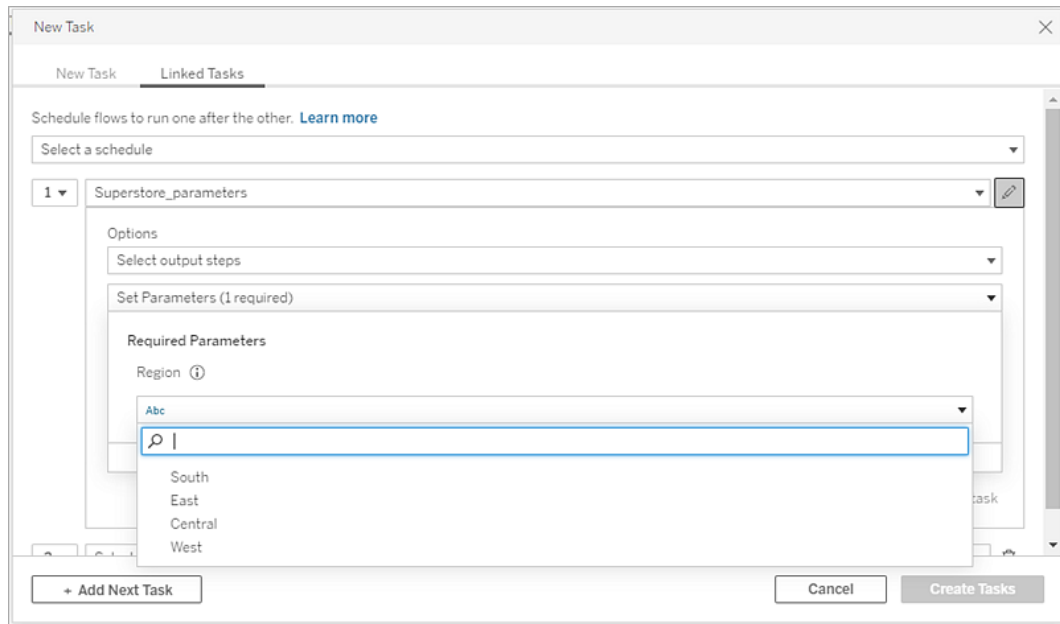 New Task
New Task Linked Tasks
Schedule flows to run one after the other. Learn more
Select a schedule
1 Superstore_parameters
Options
Select output steps
Set Parameters (1 required)
Required Parameters
Region
Abc
South
East
Central
West
task
+ Add Next Task Cancel Create Tasks